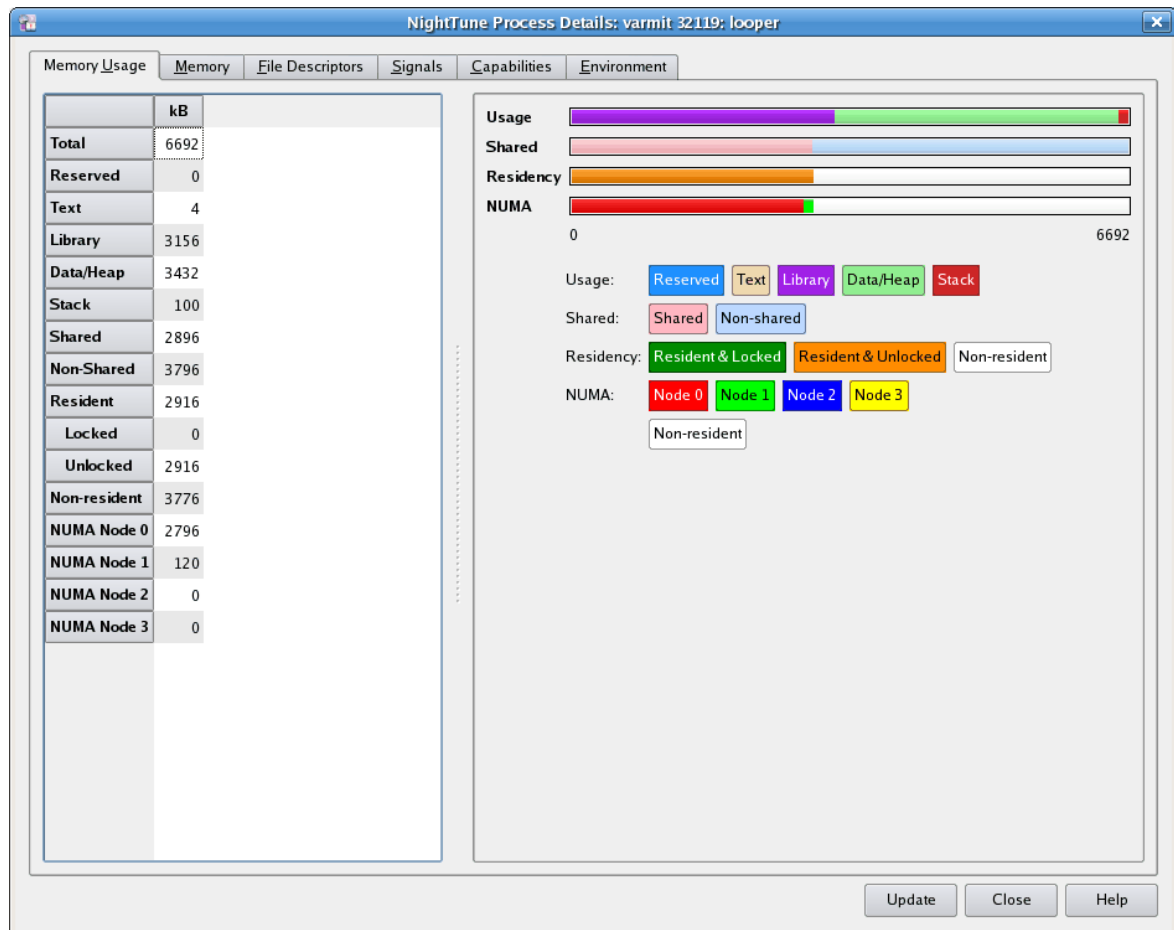 NightTune Process Details: varmit 32119: looper
Memory Usage Memory File Descriptors Signals Capabilities Environment
kB
Total 6692
Reserved 0
Text 4
Library 3156
Data/Heap 3432
Stack 100
Shared 2896
Non-Shared 3796
Resident 2916
Locked 0
Unlocked 2916
Non-resident 3776
NUMA Node 0 2796
NUMA Node 1 120
NUMA Node 2 0
NUMA Node 3 0
Usage
Shared
Residency
NUMA
0 6692
Usage: Reserved Text Library Data/Heap Stack
Shared: Shared Non-shared
Residency: Resident & Locked Resident & Unlocked Non-resident
NUMA: Node 0 Node 1 Node 2 Node 3
Non-resident
Update Close Help